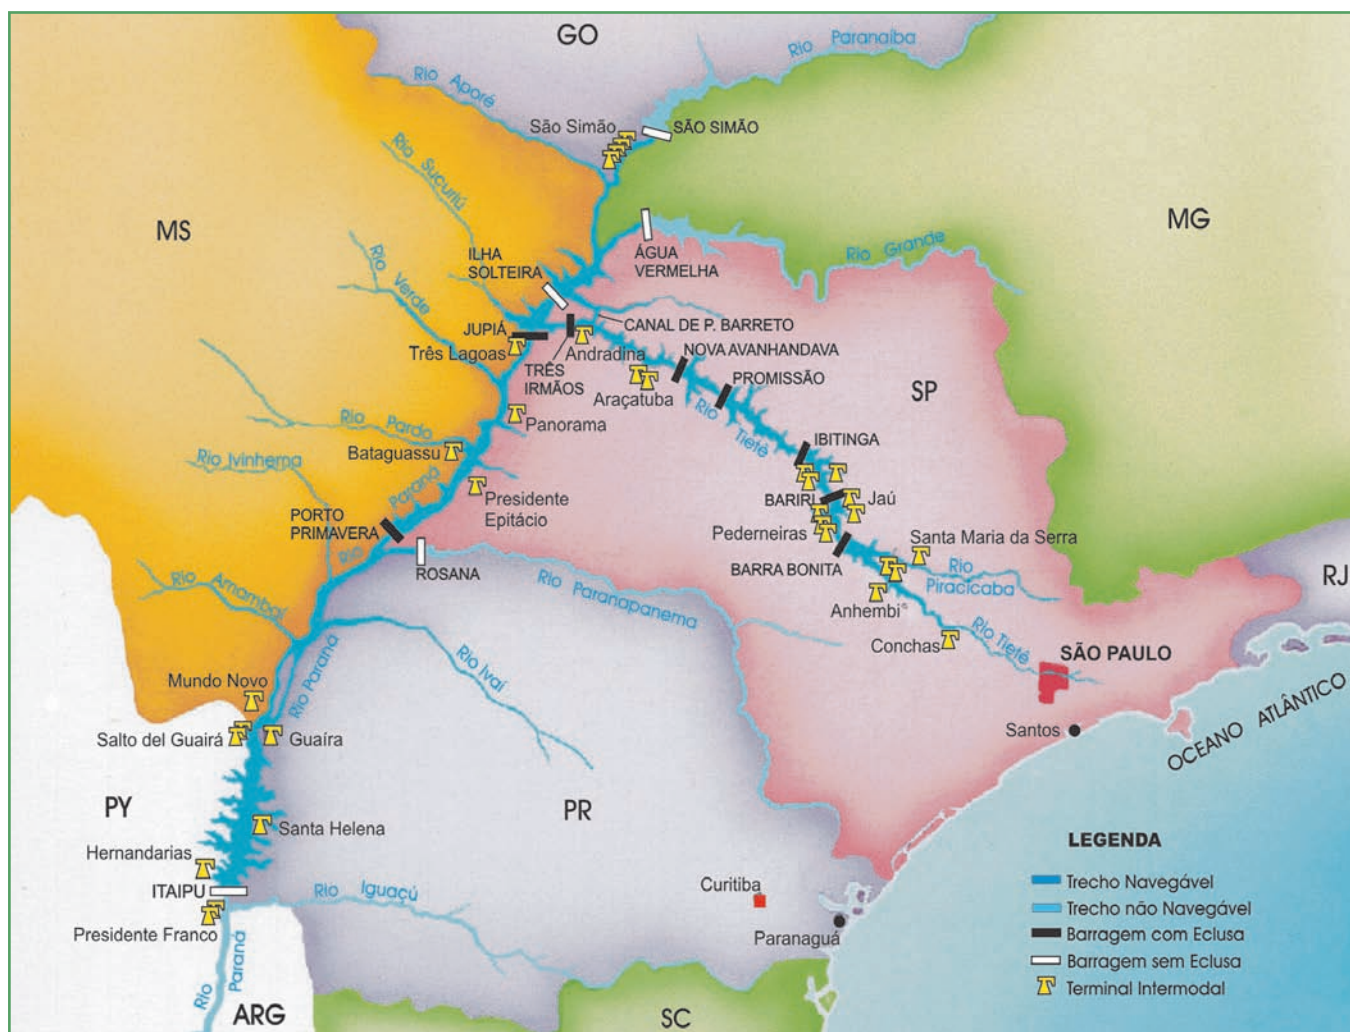 GO
Rio Paranaíba
Rio Aporé
São Simão
SÃO SIMÃO
Rio Sucuriú
MS
MG
Rio Verde
ILHA
SOLTEIRA
ÁGUA
VERMELHA
Rio Grande
JUPIÁ
CANAL DE P. BARRETO
Três Lagoas
Andradina
NOVA AVANHANDAVA
TRÊS
IRMÃOS
PROMISSÃO
SP
Araçatuba
Rio Tietê
Panorama
Rio Pardo
Bataguassu
IBITINGA
Rio Ivinhema
Rio Paraná
Presidente
Epitácio
BARIRI
Jaú
PORTO
PRIMAVERA
Pederneiras
Santa Maria da Serra
ROSANA
BARRA BONITA
Rio
Piracicaba
RJ
Rio Amambaí
Rio Paranapanema
Anhembi
Conchas
Rio Tietê
Rio Paraná
Rio Ivaí
SÃO PAULO
Mundo Novo
Salto del Guairá
Guaíra
Santos
OCEANO ATLÂNTICO
PY
PR
Santa Helena
LEGENDA
Hernandarias
Trecho Navegável
ITAIPU
Rio Iguaçú
Curitiba
Trecho não Navegável
Presidente Franco
Paranaguá
Barragem com Eclusa
Rio Paraná
Barragem sem Eclusa
Terminal Intermodal
ARG
SC